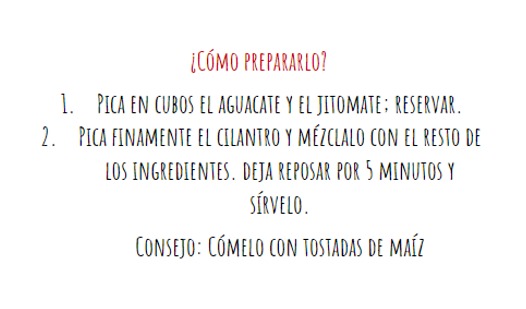 ¿Cómo prepararlo?
1. Pica en cubos el aguacate y el jitomate; reservar.
2. Pica finamente el cilantro y mézclalo con el resto de
los ingredientes. deja reposar por 5 minutos y
sírvelo.
Consejo: Cómelo con tostadas de maíz